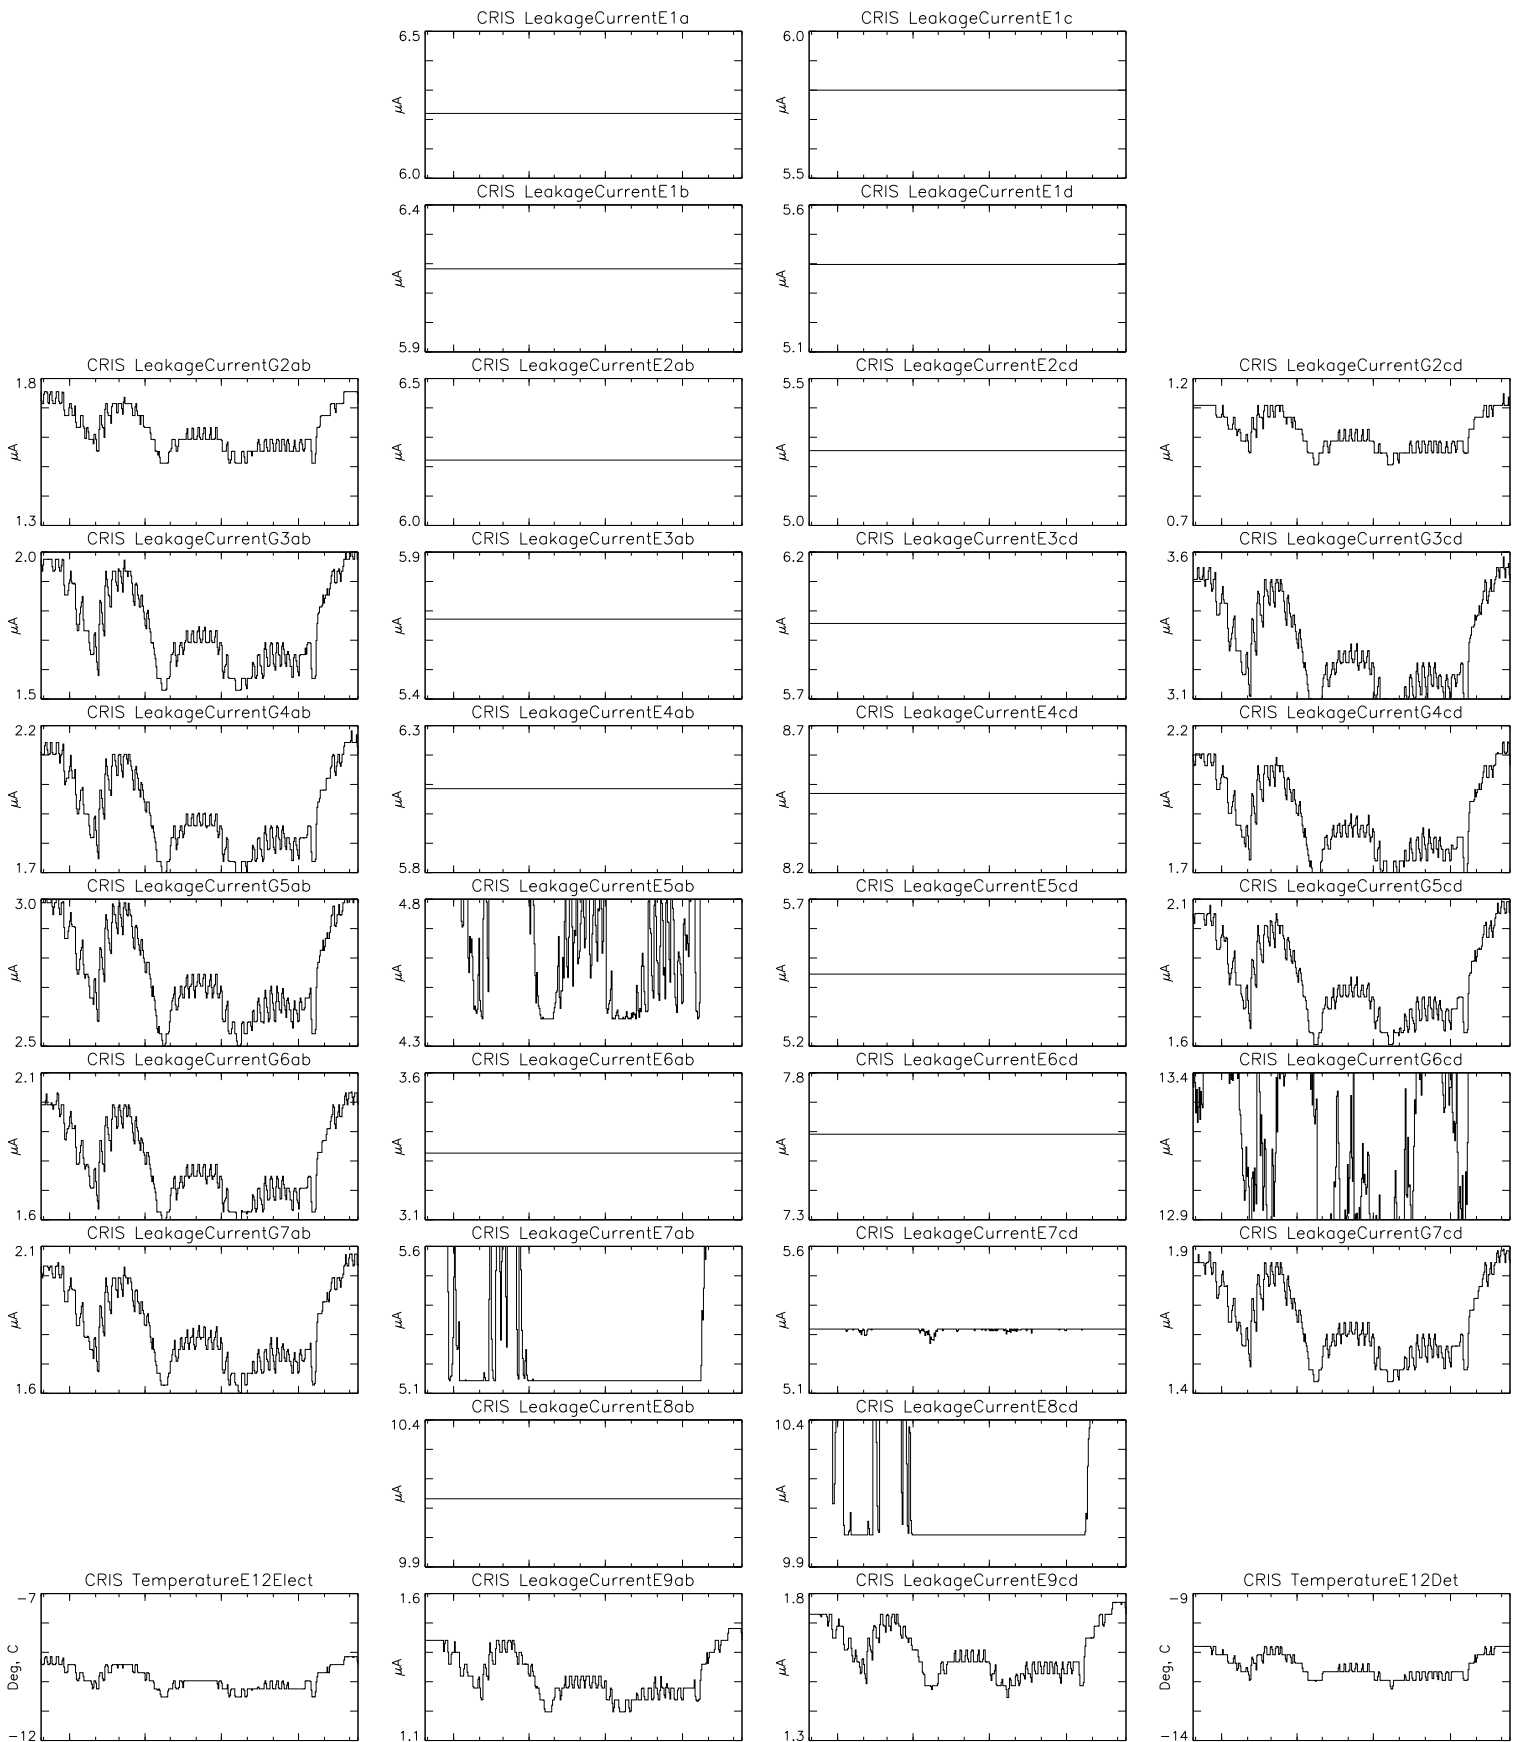 CRIS LeakageCurrentE1a
6.5
μA
6.0
CRIS LeakageCurrentE1c
6.0
μA
5.5
CRIS LeakageCurrentE1b
6.4
μA
5.9
CRIS LeakageCurrentE1d
5.6
μA
5.1
CRIS LeakageCurrentG2ab
1.8
μA
1.3
CRIS LeakageCurrentE2ab
6.5
μA
6.0
CRIS LeakageCurrentE2cd
5.5
μA
5.0
CRIS LeakageCurrentG2cd
1.2
μA
0.7
CRIS LeakageCurrentG3ab
2.0
μA
1.5
CRIS LeakageCurrentE3ab
5.9
μA
5.4
CRIS LeakageCurrentE3cd
6.2
μA
5.7
CRIS LeakageCurrentG3cd
3.6
μA
3.1
CRIS LeakageCurrentG4ab
2.2
μA
1.7
CRIS LeakageCurrentE4ab
6.3
μA
5.8
CRIS LeakageCurrentE4cd
8.7
μA
8.2
CRIS LeakageCurrentG4cd
2.2
μA
1.7
CRIS LeakageCurrentG5ab
3.0
μA
2.5
CRIS LeakageCurrentE5ab
4.8
μA
4.3
CRIS LeakageCurrentE5cd
5.7
μA
5.2
CRIS LeakageCurrentG5cd
2.1
μA
1.6
CRIS LeakageCurrentG6ab
2.1
μA
1.6
CRIS LeakageCurrentE6ab
3.6
μA
3.1
CRIS LeakageCurrentE6cd
7.8
μA
7.3
CRIS LeakageCurrentG6cd
13.4
μA
12.9
CRIS LeakageCurrentG7ab
2.1
μA
1.6
CRIS LeakageCurrentE7ab
5.6
μA
5.1
CRIS LeakageCurrentE7cd
5.6
μA
5.1
CRIS LeakageCurrentG7cd
1.9
μA
1.4
CRIS LeakageCurrentE8ab
10.4
μA
9.9
CRIS LeakageCurrentE8cd
10.4
μA
9.9
CRIS TemperatureE12Elect
-7
Deg, C
-12
CRIS LeakageCurrentE9ab
1.6
μA
1.1
CRIS LeakageCurrentE9cd
1.8
μA
1.3
CRIS TemperatureE12Det
-9
Deg, C
-14